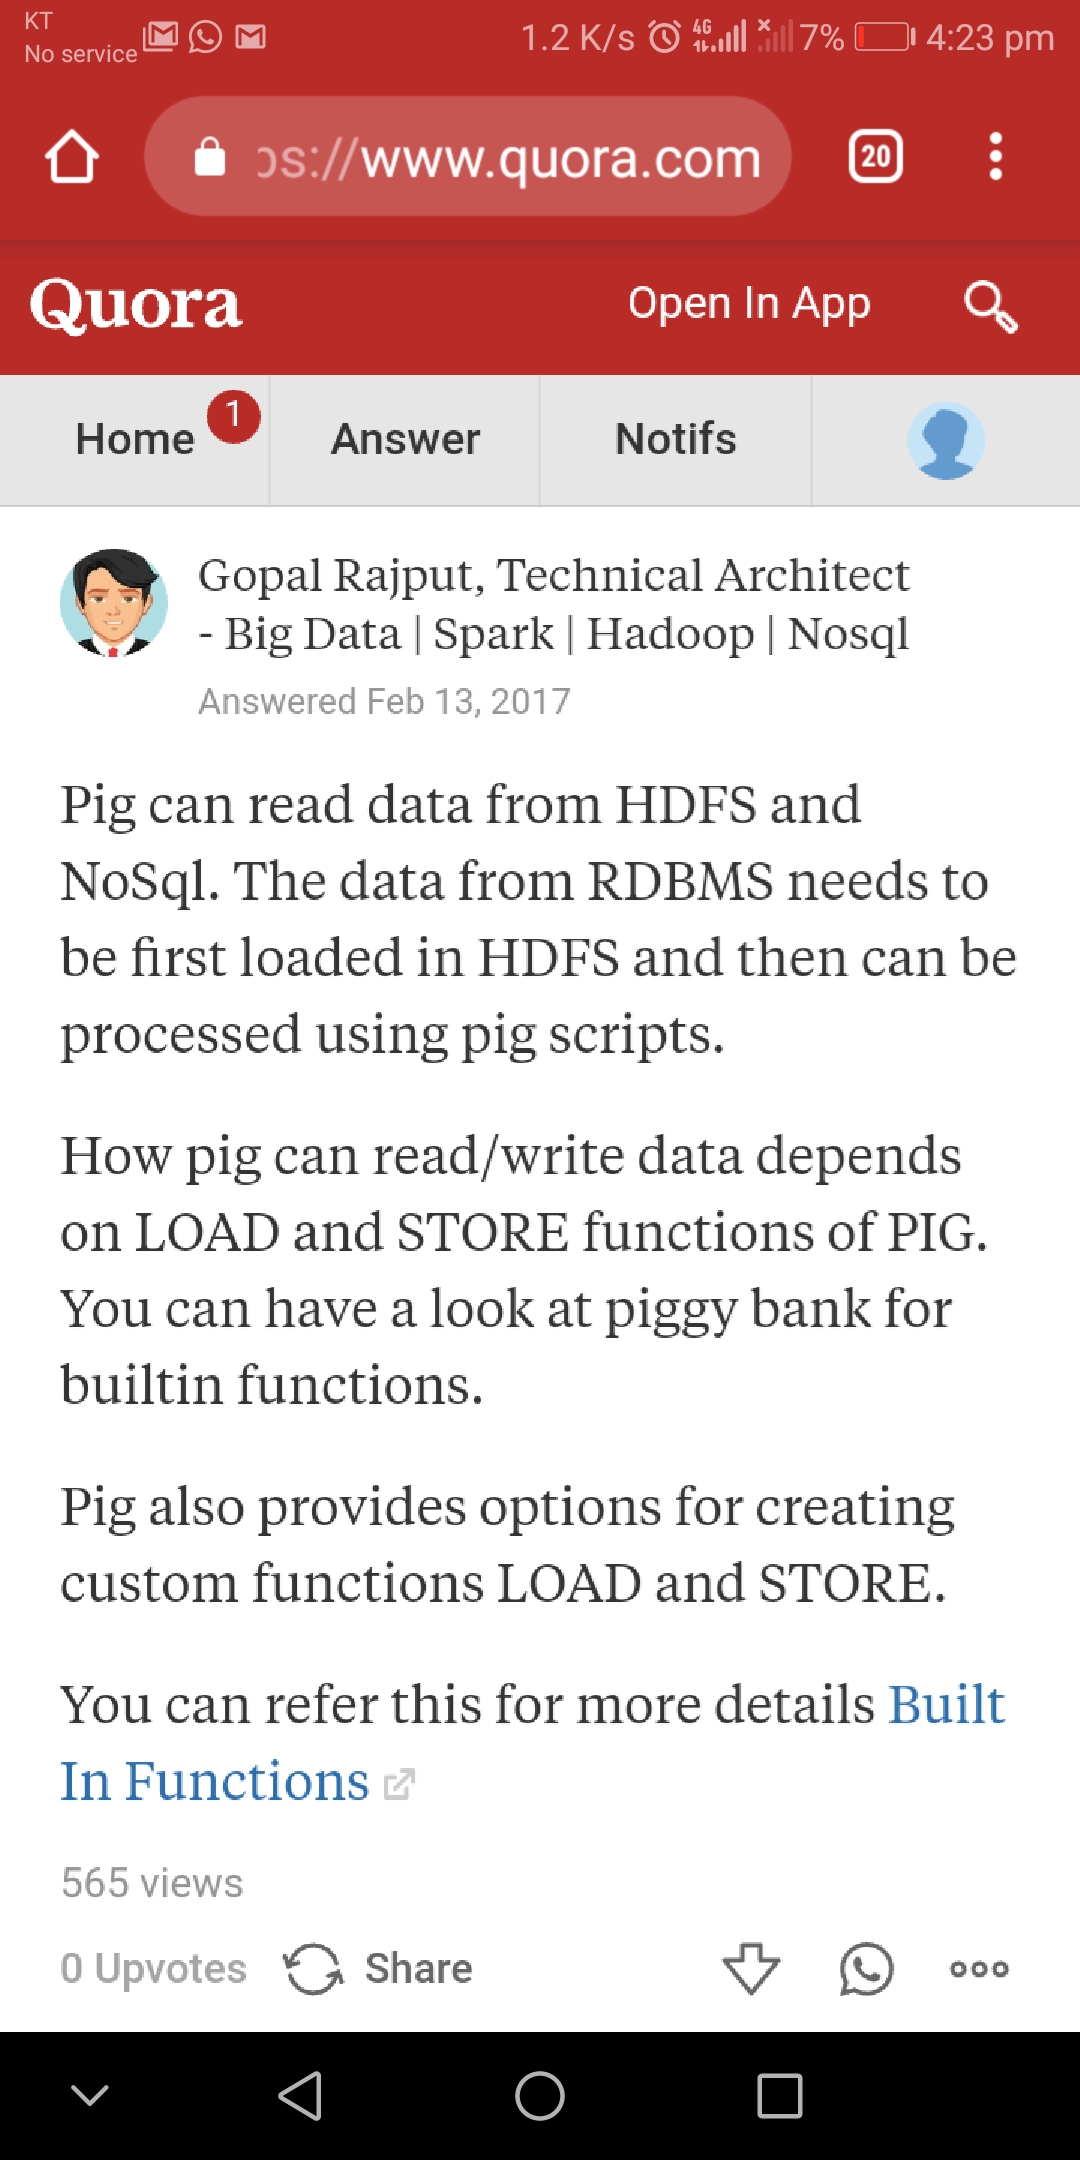 KT
No service
1.2 K/s 4G 7% 4:23 pm
://www.quora.com
20
Quora
Open In App
Home 1 Answer Notifs
Gopal Rajput, Technical Architect
- Big Data | Spark | Hadoop | Nosql
Answered Feb 13, 2017
Pig can read data from HDFS and
NoSql. The data from RDBMS needs to
be first loaded in HDFS and then can be
processed using pig scripts.
How pig can read/write data depends
on LOAD and STORE functions of PIG.
You can have a look at piggy bank for
builtin functions.
Pig also provides options for creating
custom functions LOAD and STORE.
You can refer this for more details Built
In Functions
565 views
0 Upvotes Share